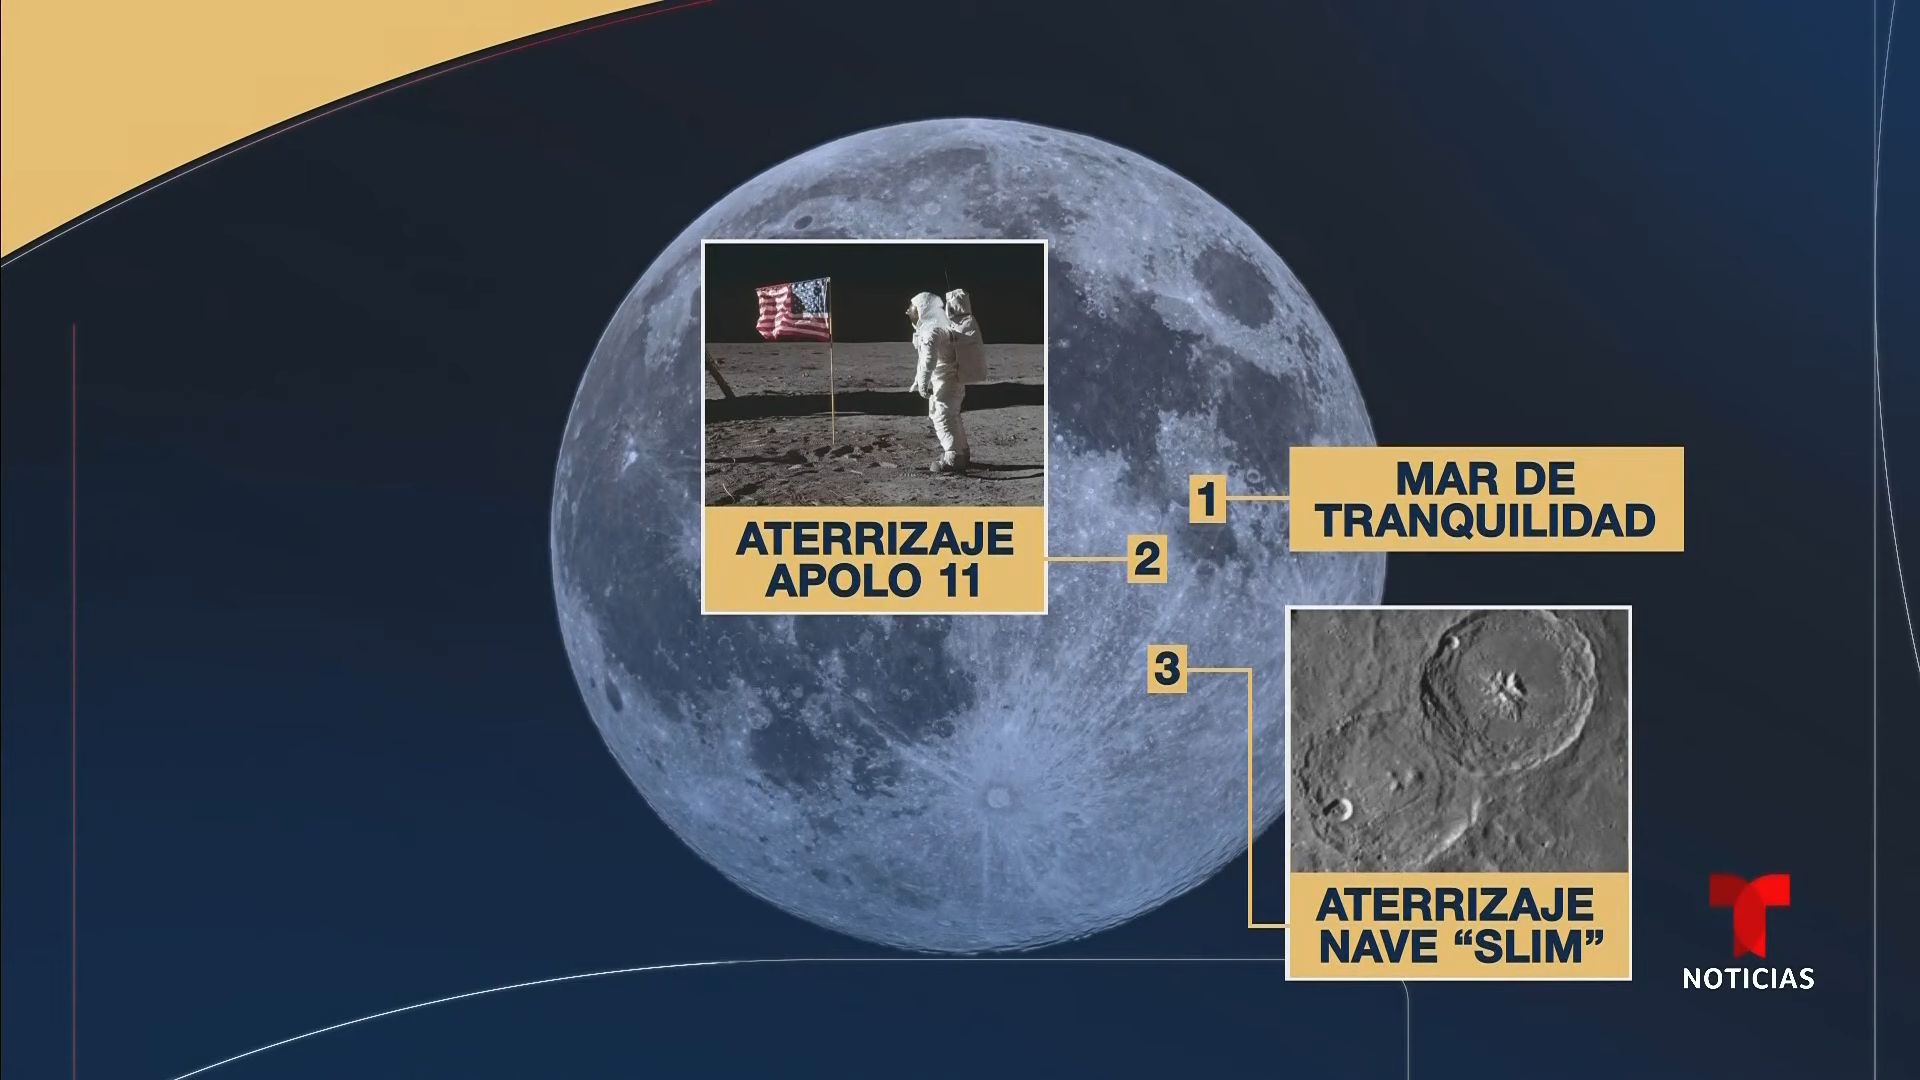 ATERRIZAJE
APOLO 11
2
1
MAR DE
TRANQUILIDAD
3
ATERRIZAJE
NAVE “SLIM”
NOTICIAS